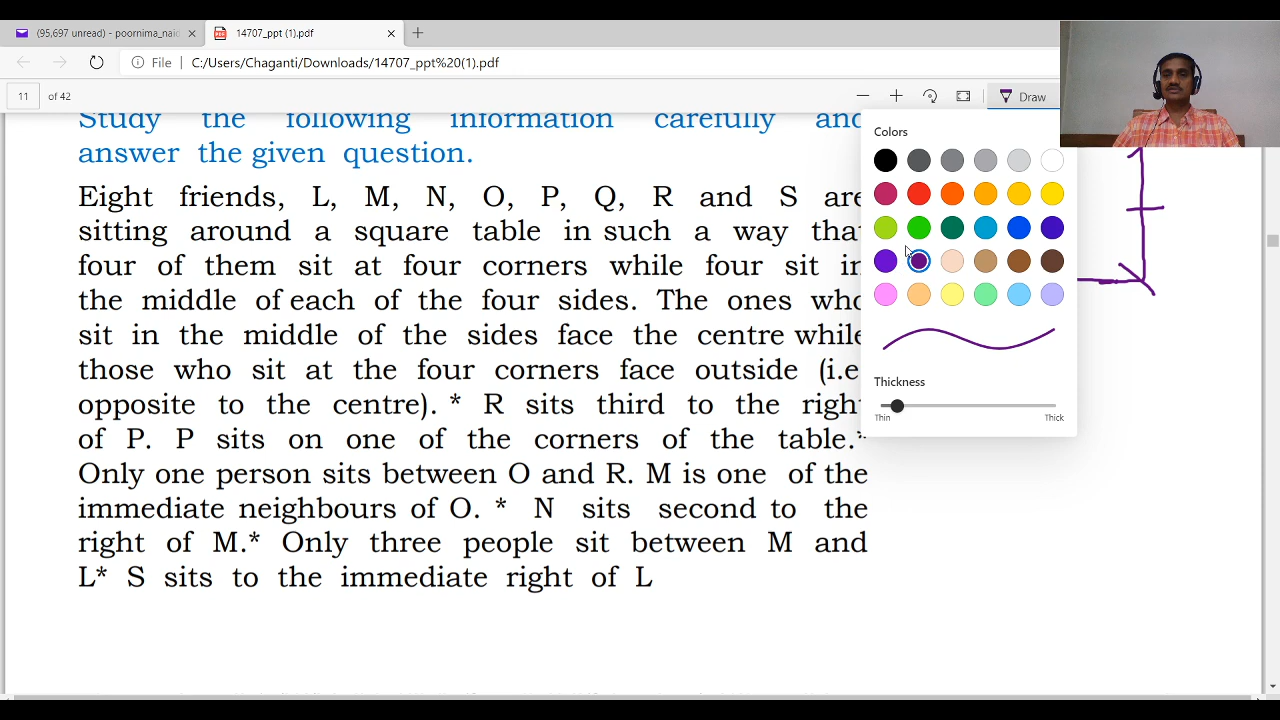 (95,697 unread) - poornima_naid
14707_ppt (1).pdf
File
C:/Users/Chaganti/Downloads/14707_ppt%20(1).pdf
11 of 42
Draw
Study the following information carefully and
answer the given question.
Eight friends, L, M, N, O, P, Q, R and S are
sitting around a square table in such a way that
four of them sit at four corners while four sit in
the middle of each of the four sides. The ones who
sit in the middle of the sides face the centre while
those who sit at the four corners face outside (i.e
opposite to the centre). * R sits third to the right
of P. P sits on one of the corners of the table.*
Only one person sits between O and R. M is one of the
immediate neighbours of O. * N sits second to the
right of M.* Only three people sit between M and
L* S sits to the immediate right of L
Colors
Thickness
Thin
Thick